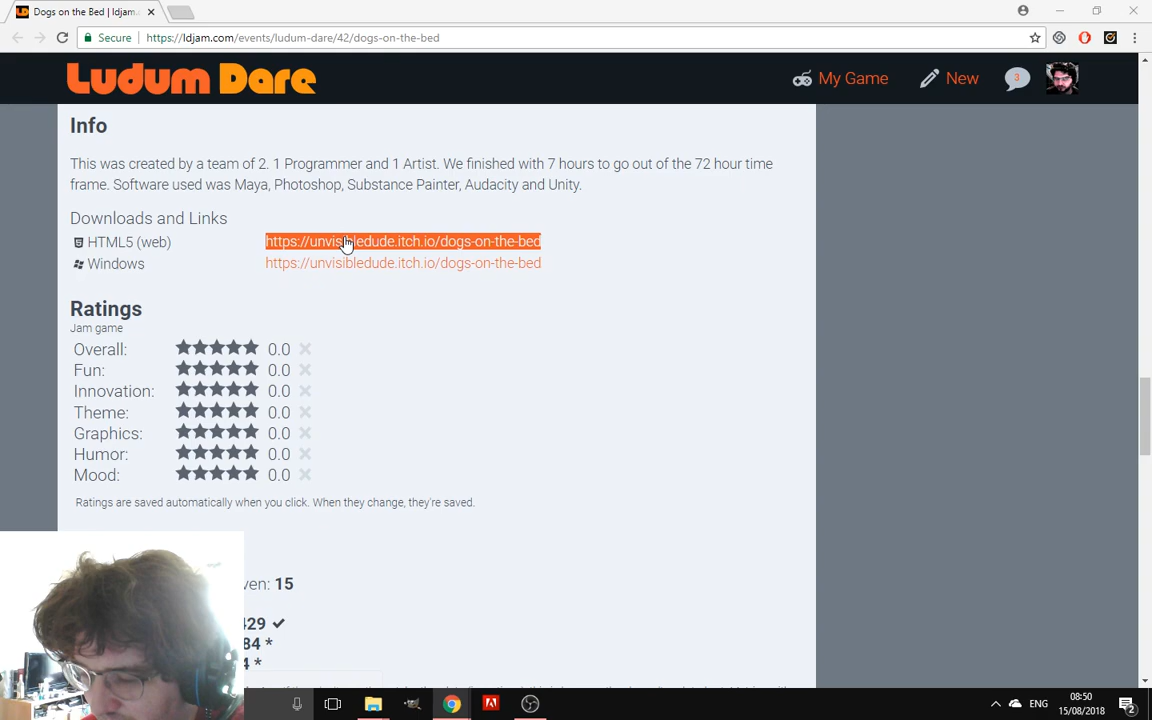 Dogs on the Bed | ldjam.
Secure
https://ldjam.com/events/ludum-dare/42/dogs-on-the-bed
LUDUM DARE
My Game
New
3
Info
This was created by a team of 2. 1 Programmer and 1 Artist. We finished with 7 hours to go out of the 72 hour time
frame. Software used was Maya, Photoshop, Substance Painter, Audacity and Unity.
Downloads and Links
HTML5 (web) https://unvisibledude.itch.io/dogs-on-the-bed
Windows https://unvisibledude.itch.io/dogs-on-the-bed
Ratings
Jam game
Overall: 0.0
Fun: 0.0
Innovation: 0.0
Theme: 0.0
Graphics: 0.0
Humor: 0.0
Mood: 0.0
Ratings are saved automatically when you click. When they change, they're saved.
ven: 15
429
84 *
4 *
ENG
08:50
15/08/2018
2